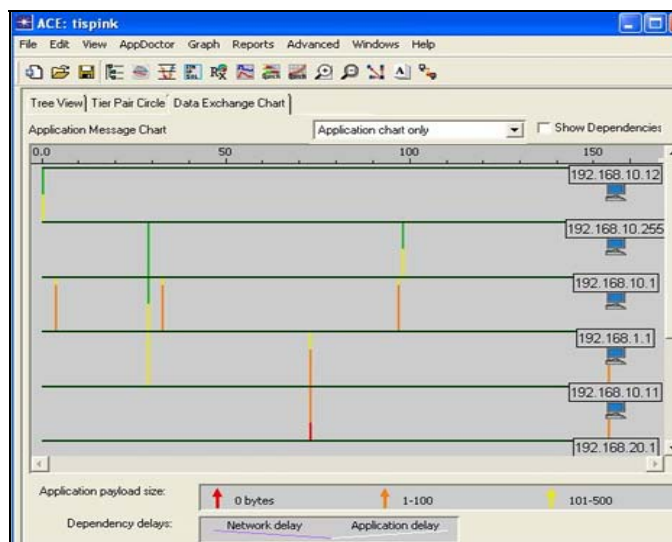 ACE: tispink
File Edit View AppDoctor Graph Reports Advanced Windows Help
Tree View Tier Pair Circle Data Exchange Chart
Application Message Chart Application chart only Show Dependencies
0.0 50 100 150
192.168.10.12
192.168.10.255
192.168.10.1
192.168.1.1
192.168.10.11
192.168.20.1
Application payload size: 0 bytes 1-100 101-500
Dependency delays: Network delay Application delay